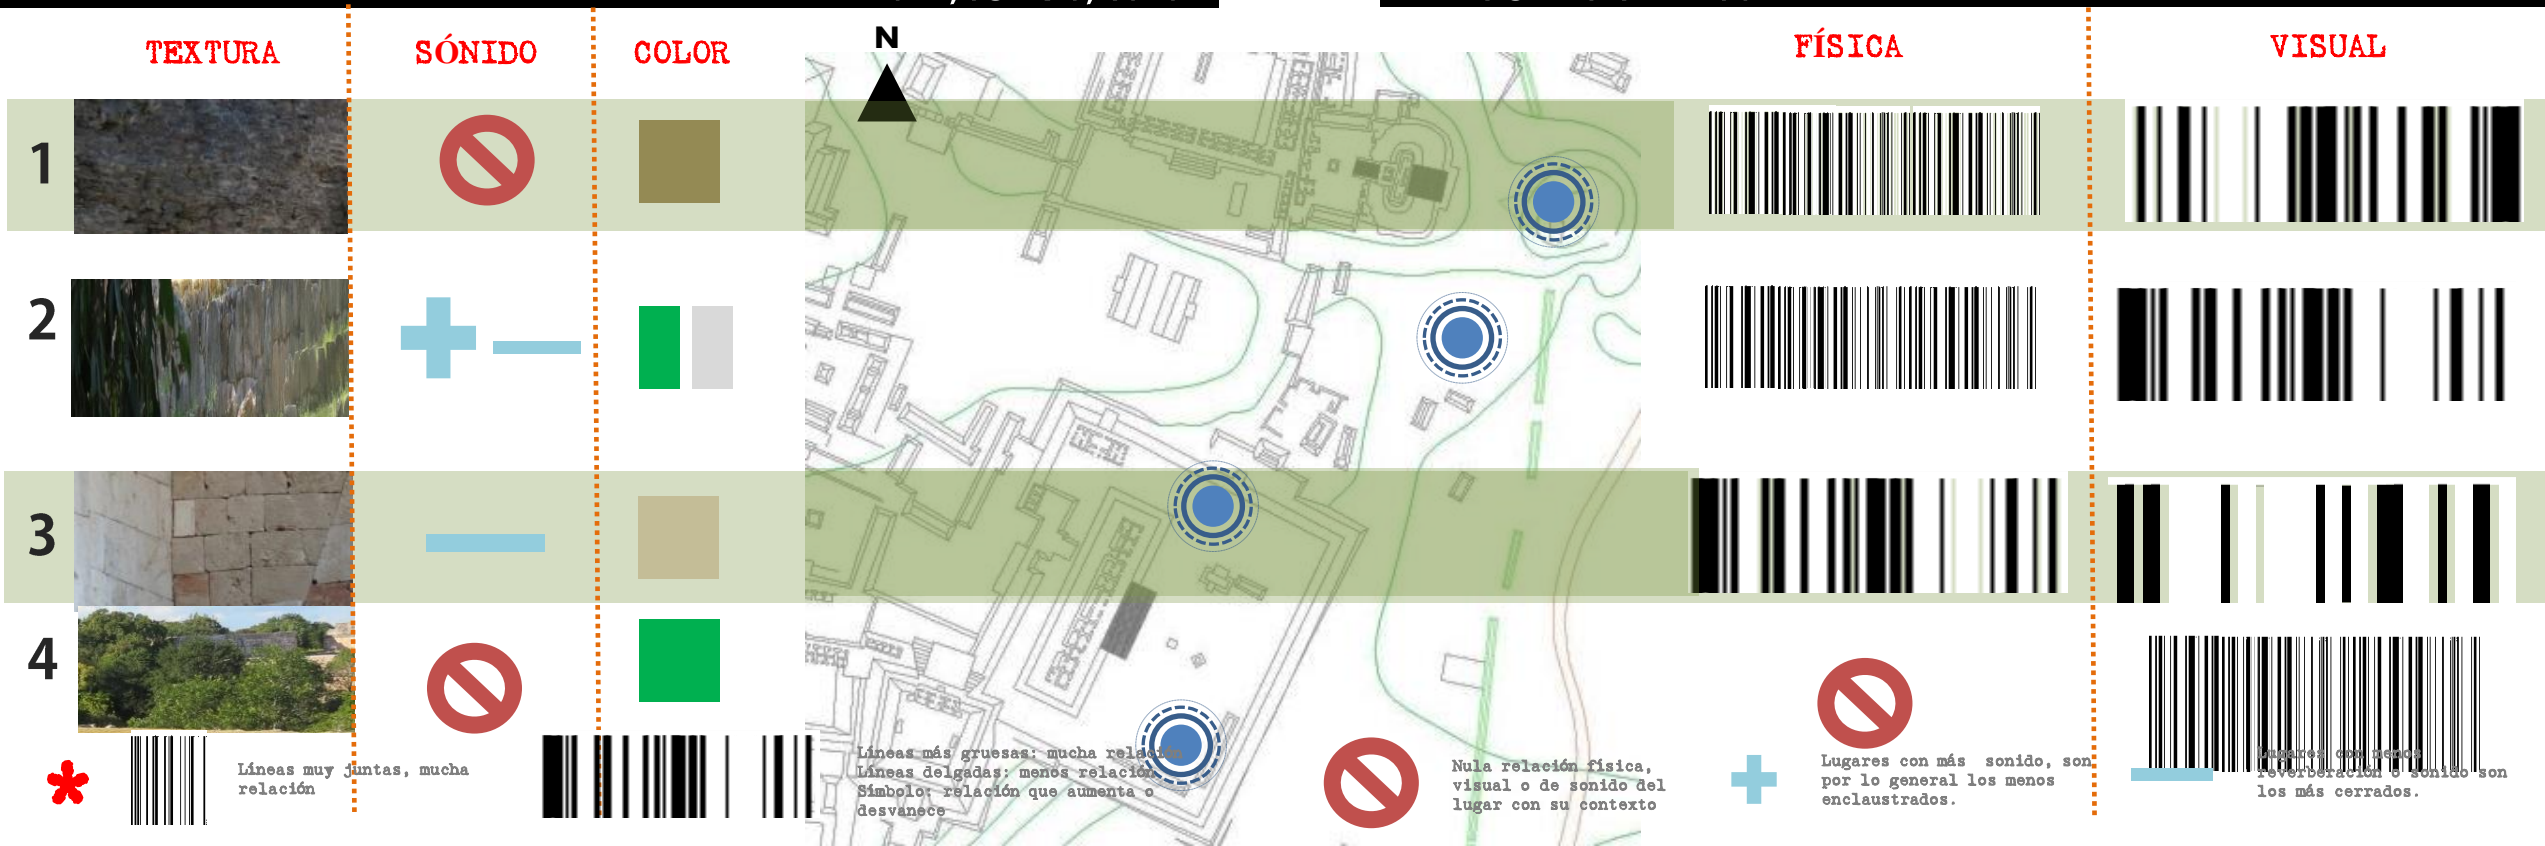 TEXTURA
SÓNIDO
COLOR
N
FÍSICA
VISUAL
1
2
3
4
*
Líneas muy juntas, mucha
relación
Líneas más gruesas: mucha relación
Líneas delgadas: menos relación
Símbolo: relación que aumenta o
desvanece
Nula relación física,
visual o de sonido del
lugar con su contexto
Lugares con más sonido, son
por lo general los menos
enclaustrados.
Lugares con menos
reverberación o sonido son
los más cerrados.